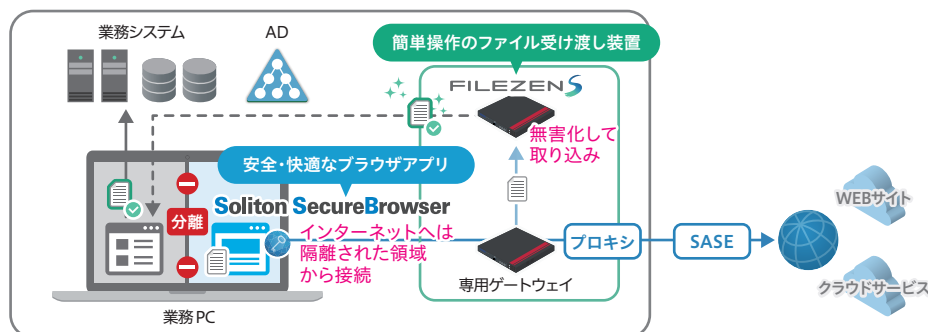 業務システム
AD
簡単操作のファイル受け渡し装置
FILEZEN S
無害化して
取り込み
安全・快適なブラウザアプリ
Soliton SecureBrowser
分離
インターネットへは
隔離された領域
から接続
専用ゲートウェイ
プロキシ
SASE
WEBサイト
クラウドサービス
業務PC